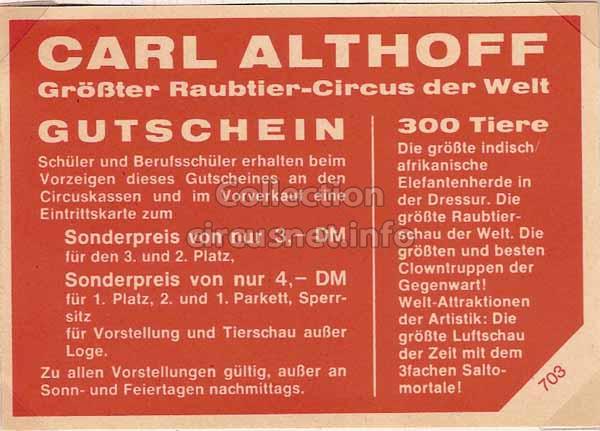 CARL ALTHOFF
Größter Raubtier-Circus der Welt
GUTSCHEIN
Schüler und Berufsschüler erhalten beim
Vorzeigen dieses Gutscheines an den
Circuskassen und im Vorverkauf eine
Eintrittskarte zum
Sonderpreis von nur 3,– DM
für den 3. und 2. Platz,
Sonderpreis von nur 4,– DM
für 1. Platz, 2. und 1. Parkett, Sperr-
sitz
für Vorstellung und Tierschau außer
Loge.
Zu allen Vorstellungen gültig, außer an
Sonn- und Feiertagen nachmittags.
300 Tiere
Die größte indisch/
afrikanische
Elefantenherde in
der Dressur. Die
größte Raubtier-
schau der Welt. Die
größten und besten
Clowntruppen der
Gegenwart!
Welt-Attraktionen
der Artistik: Die
größte Luftschau
der Zeit mit dem
3fachen Salto-
mortale!
703
Collection
circusnet.info